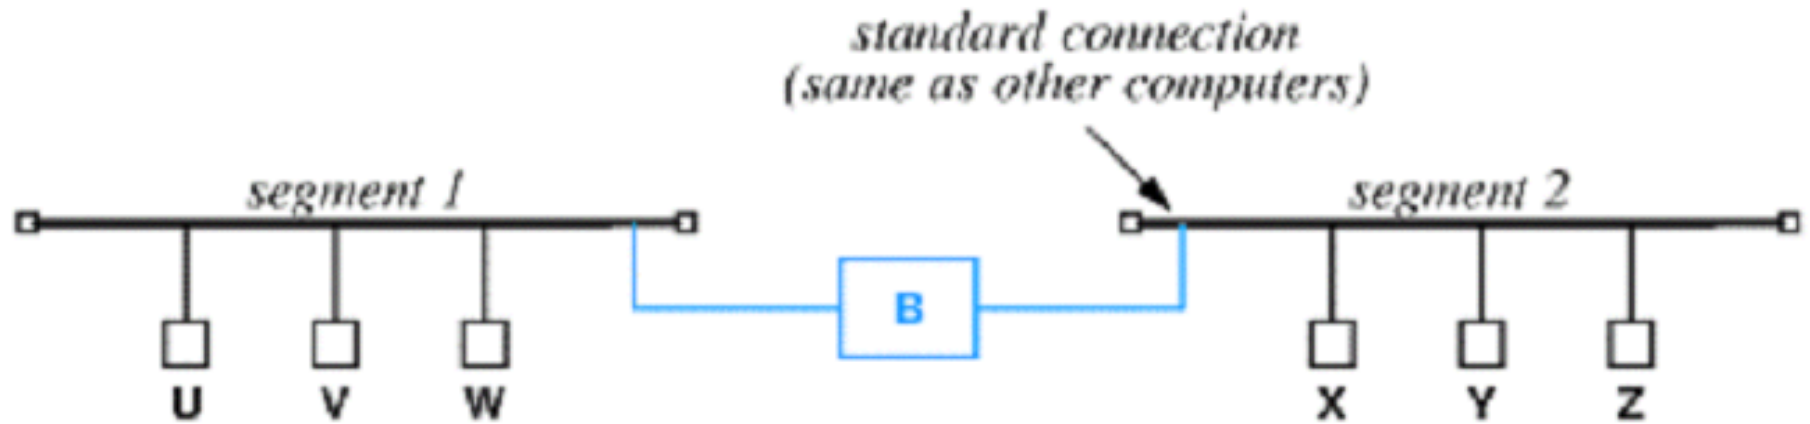 standard connection
(same as other computers)
segment 1
segment 2
B
U
V
W
X
Y
Z